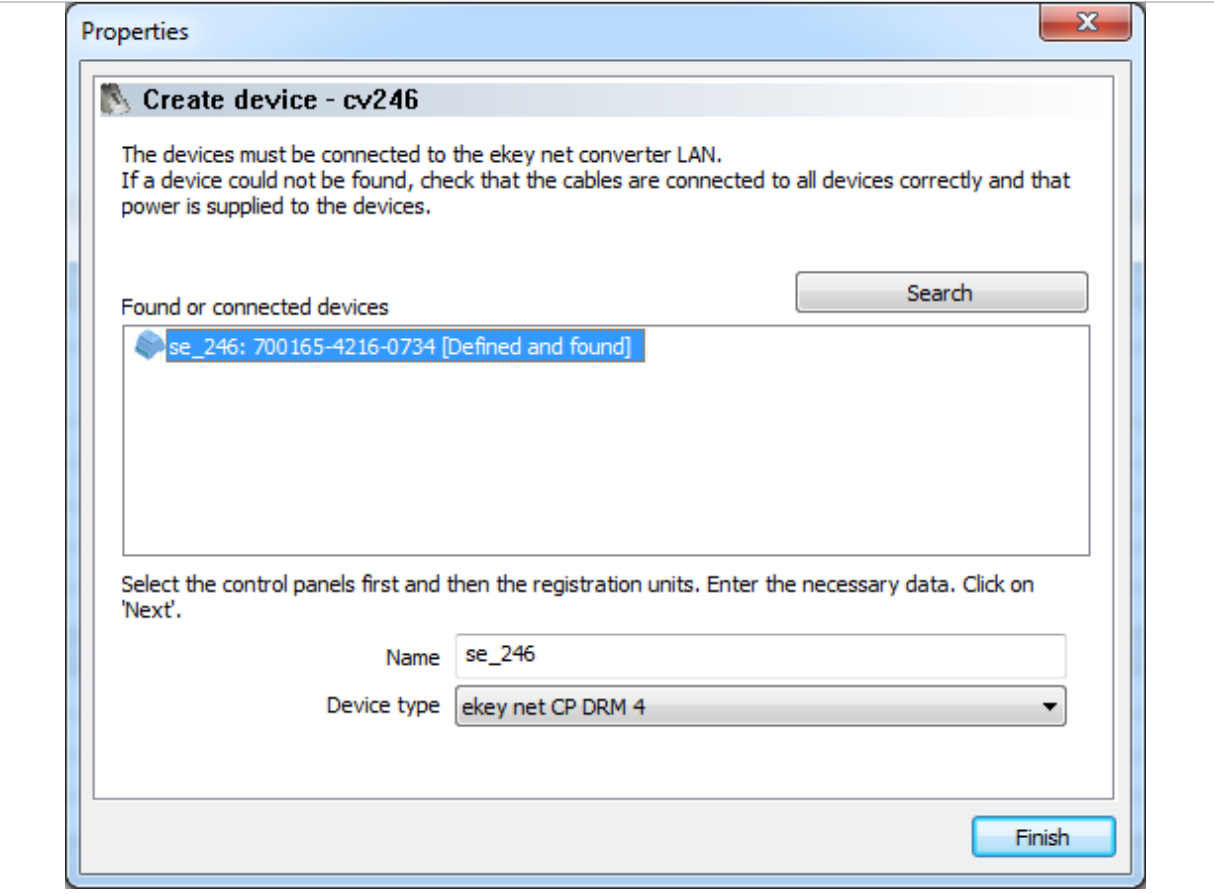 Properties
Create device - cv246
The devices must be connected to the ekey net converter LAN.
If a device could not be found, check that the cables are connected to all devices correctly and that
power is supplied to the devices.
Search
Found or connected devices
se_246: 700165-4216-0734 [Defined and found]
Select the control panels first and then the registration units. Enter the necessary data. Click on
'Next'.
Name se_246
Device type ekey net CP DRM 4
Finish